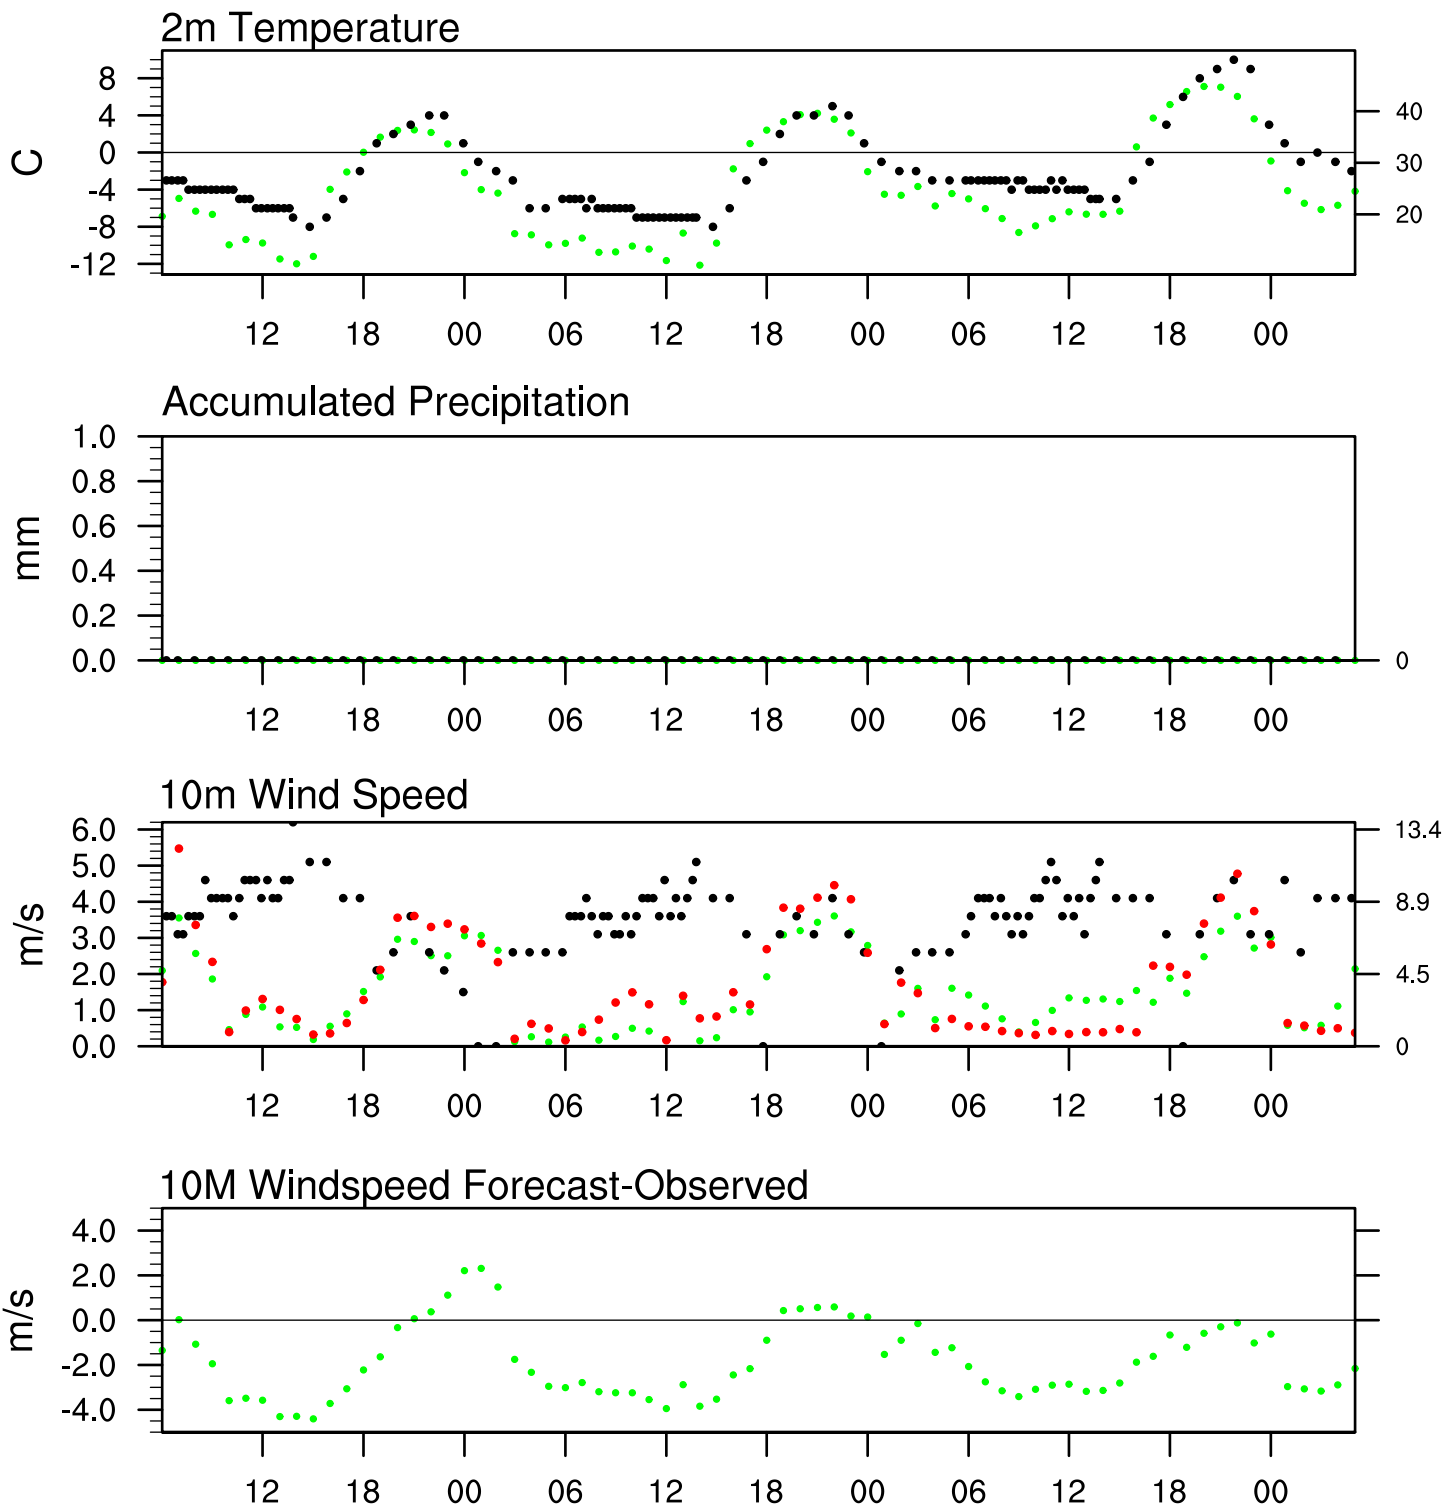 2m Temperature
C
8
4
0
-4
-8
-12
40
30
20
12 18 00 06 12 18 00 06 12 18 00
Accumulated Precipitation
mm
1.0
0.8
0.6
0.4
0.2
0.0
0
12 18 00 06 12 18 00 06 12 18 00
10m Wind Speed
m/s
6.0
5.0
4.0
3.0
2.0
1.0
0.0
13.4
8.9
4.5
0
12 18 00 06 12 18 00 06 12 18 00
10M Windspeed Forecast-Observed
m/s
4.0
2.0
0.0
-2.0
-4.0
12 18 00 06 12 18 00 06 12 18 00